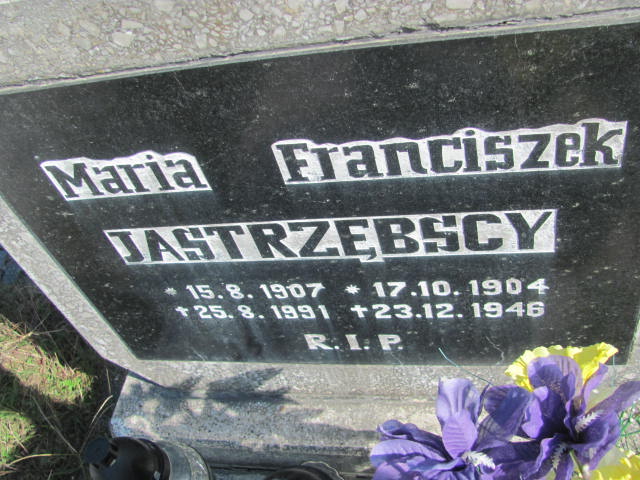 Maria Franciszek
JASTRZĘBSCY
* 15.8.1907 * 17.10.1904
†25.8.1991 †23.12.1946
R.I.P.